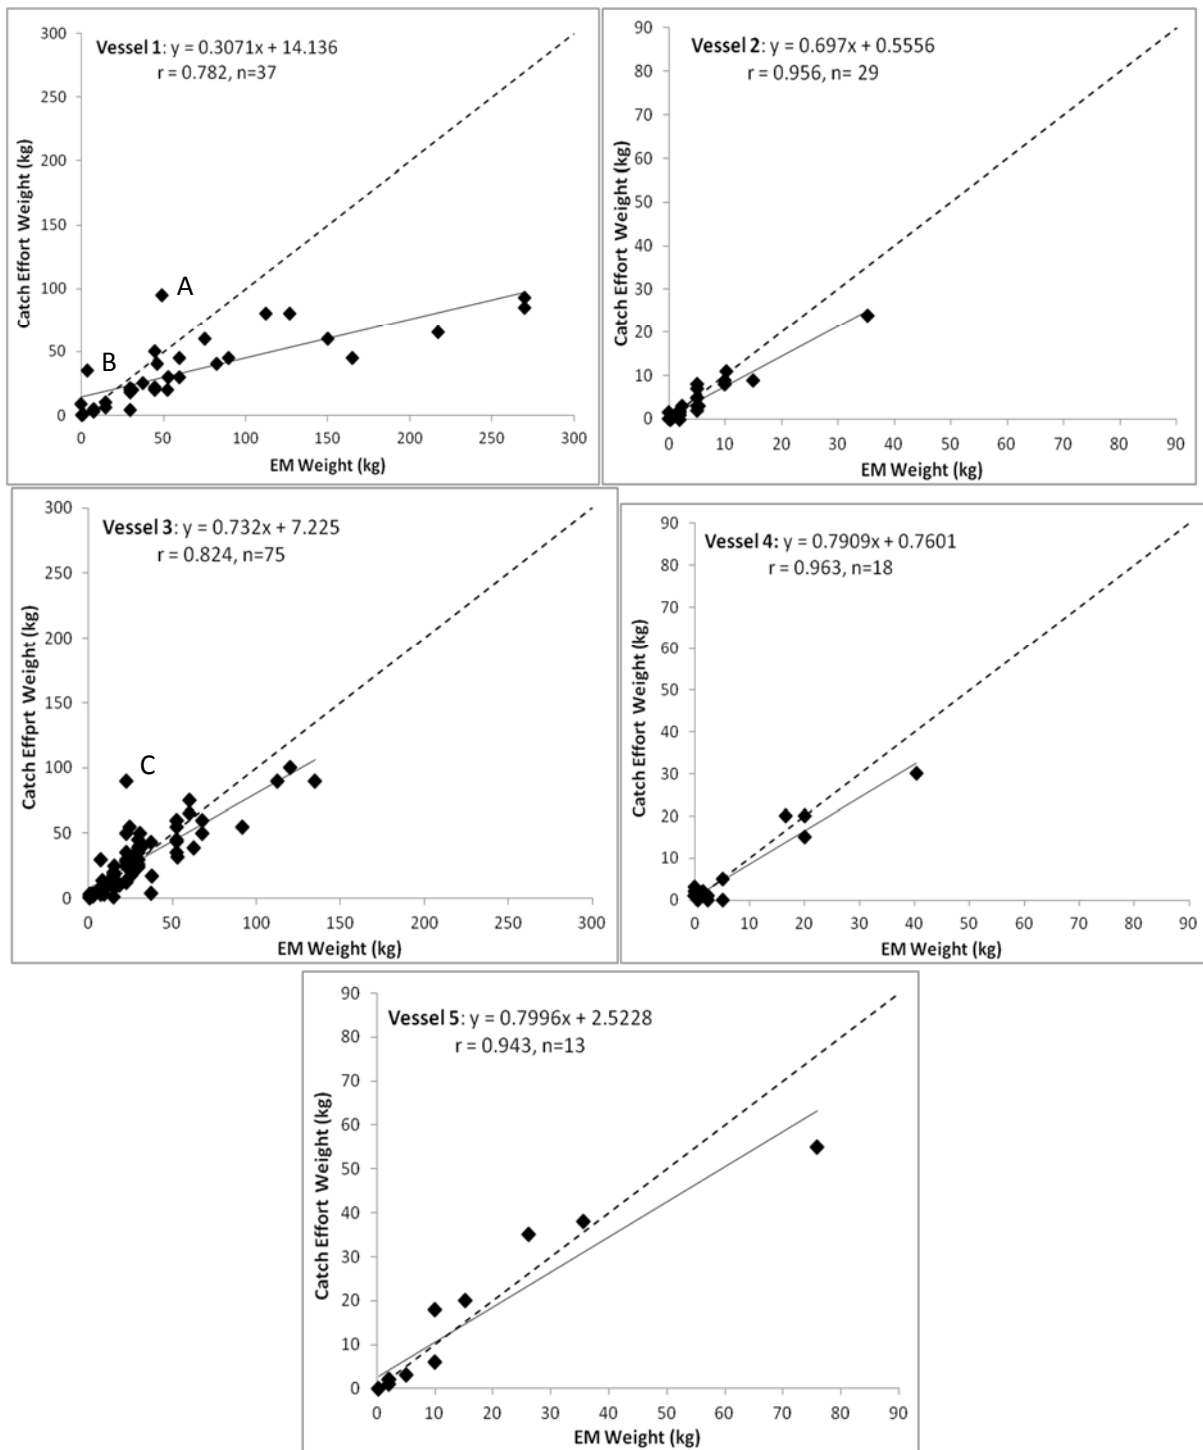 Vessel 1: y = 0.3071x + 14.136
r = 0.782, n=37
Catch Effort Weight (kg)
300
250
200
150
100
50
0
A
B
0 50 100 150 200 250 300
EM Weight (kg)
Vessel 2: y = 0.697x + 0.5556
r = 0.956, n= 29
Catch Effort Weight (kg)
90
80
70
60
50
40
30
20
10
0
0 10 20 30 40 50 60 70 80 90
EM Weight (kg)
Vessel 3: y = 0.732x + 7.225
r = 0.824, n=75
Catch Effprt Weight (kg)
300
250
200
150
100
50
0
C
0 50 100 150 200 250 300
EM Weight (kg)
Vessel 4: y = 0.7909x + 0.7601
r = 0.963, n=18
Catch Effort Weight (kg)
90
80
70
60
50
40
30
20
10
0
0 10 20 30 40 50 60 70 80 90
EM Weight (kg)
Vessel 5: y = 0.7996x + 2.5228
r = 0.943, n=13
Catch Effort Weight (kg)
90
80
70
60
50
40
30
20
10
0
0 10 20 30 40 50 60 70 80 90
EM Weight (kg)